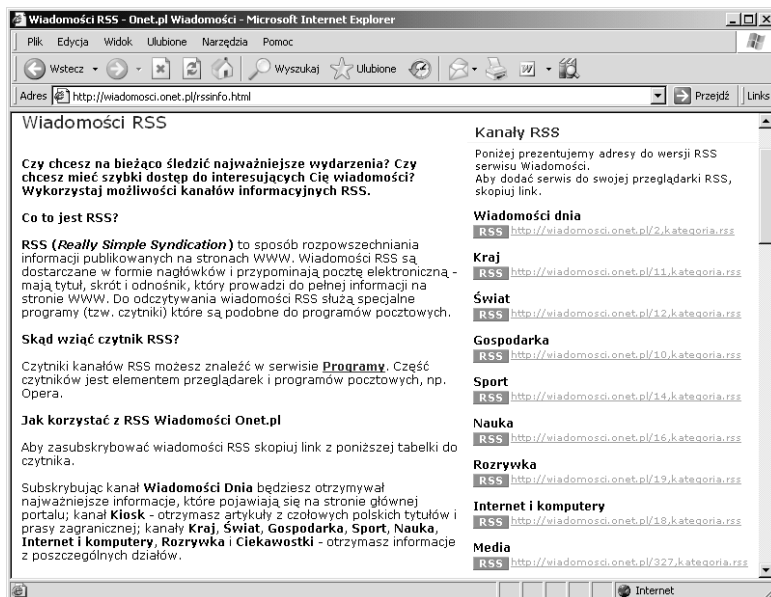 Wiadomości RSS - Onet.pl Wiadomości - Microsoft Internet Explorer
Plik Edycja Widok Ulubione Narzędzia Pomoc
Wstecz Wyszukaj Ulubione
Adres http://wiadomosci.onet.pl/rssinfo.html Przejdź Links
Wiadomości RSS
Czy chcesz na bieżąco śledzić najważniejsze wydarzenia? Czy
chcesz mieć szybki dostęp do interesujących Cię wiadomości?
Wykorzystaj możliwości kanałów informacyjnych RSS.
Co to jest RSS?
RSS (Really Simple Syndication) to sposób rozpowszechniania
informacji publikowanych na stronach WWW. Wiadomości RSS są
dostarczane w formie nagłówków i przypominają pocztę elektroniczną -
mają tytuł, skrót i odnośnik, który prowadzi do pełnej informacji na
stronie WWW. Do odczytywania wiadomości RSS służą specjalne
programy (tzw. czytniki) które są podobne do programów pocztowych.
Skąd wziąć czytnik RSS?
Czytniki kanałów RSS możesz znaleźć w serwisie Programy. Część
czytników jest elementem przeglądarek i programów pocztowych, np.
Opera.
Jak korzystać z RSS Wiadomości Onet.pl
Aby zasubskrybować wiadomości RSS skopiuj link z poniższej tabelki do
czytnika.
Subskrybując kanał Wiadomości Dnia będziesz otrzymywał
najważniejsze informacje, które pojawiają się na stronie głównej
portalu; kanał Kiosk - otrzymasz artykuły z czołowych polskich tytułów i
prasy zagranicznej; kanały Kraj, Świat, Gospodarka, Sport, Nauka,
Internet i komputery, Rozrywka i Ciekawostki - otrzymasz informacje
z poszczególnych działów.
Kanały RSS
Poniżej prezentujemy adresy do wersji RSS
serwisu Wiadomości.
Aby dodać serwis do swojej przeglądarki RSS,
skopiuj link.
Wiadomości dnia
RSS http://wiadomosci.onet.pl/2,kategoria.rss
Kraj
RSS http://wiadomosci.onet.pl/11,kategoria.rss
Świat
RSS http://wiadomosci.onet.pl/12,kategoria.rss
Gospodarka
RSS http://wiadomosci.onet.pl/10,kategoria.rss
Sport
RSS http://wiadomosci.onet.pl/14,kategoria.rss
Nauka
RSS http://wiadomosci.onet.pl/16,kategoria.rss
Rozrywka
RSS http://wiadomosci.onet.pl/19,kategoria.rss
Internet i komputery
RSS http://wiadomosci.onet.pl/18,kategoria.rss
Media
RSS http://wiadomosci.onet.pl/327,kategoria.rss
Internet